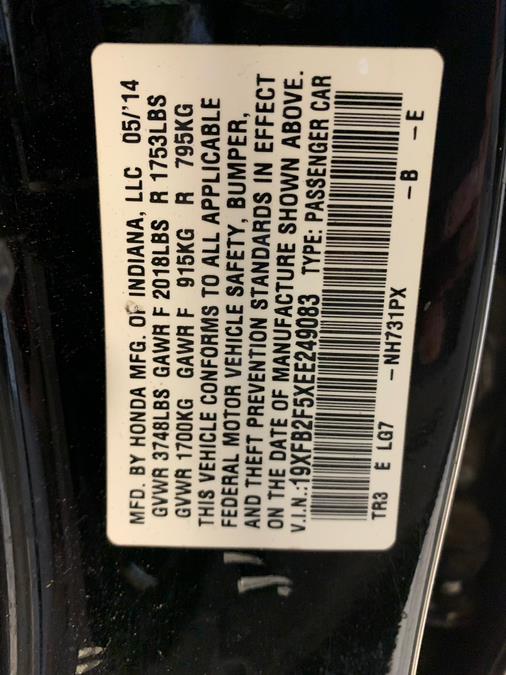 MFD. BY HONDA MFG. OF INDIANA, LLC 05/'14
GVWR 3748LBS GAWR F 2018LBS R 1753LBS
GVWR 1700KG GAWR F 915KG R 795KG
THIS VEHICLE CONFORMS TO ALL APPLICABLE
FEDERAL MOTOR VEHICLE SAFETY, BUMPER,
AND THEFT PREVENTION STANDARDS IN EFFECT
ON THE DATE OF MANUFACTURE SHOWN ABOVE.
V.I.N.:19XFB2F5XEE249083 TYPE: PASSENGER CAR
TR3 E LG7 -NH731PX -B -E